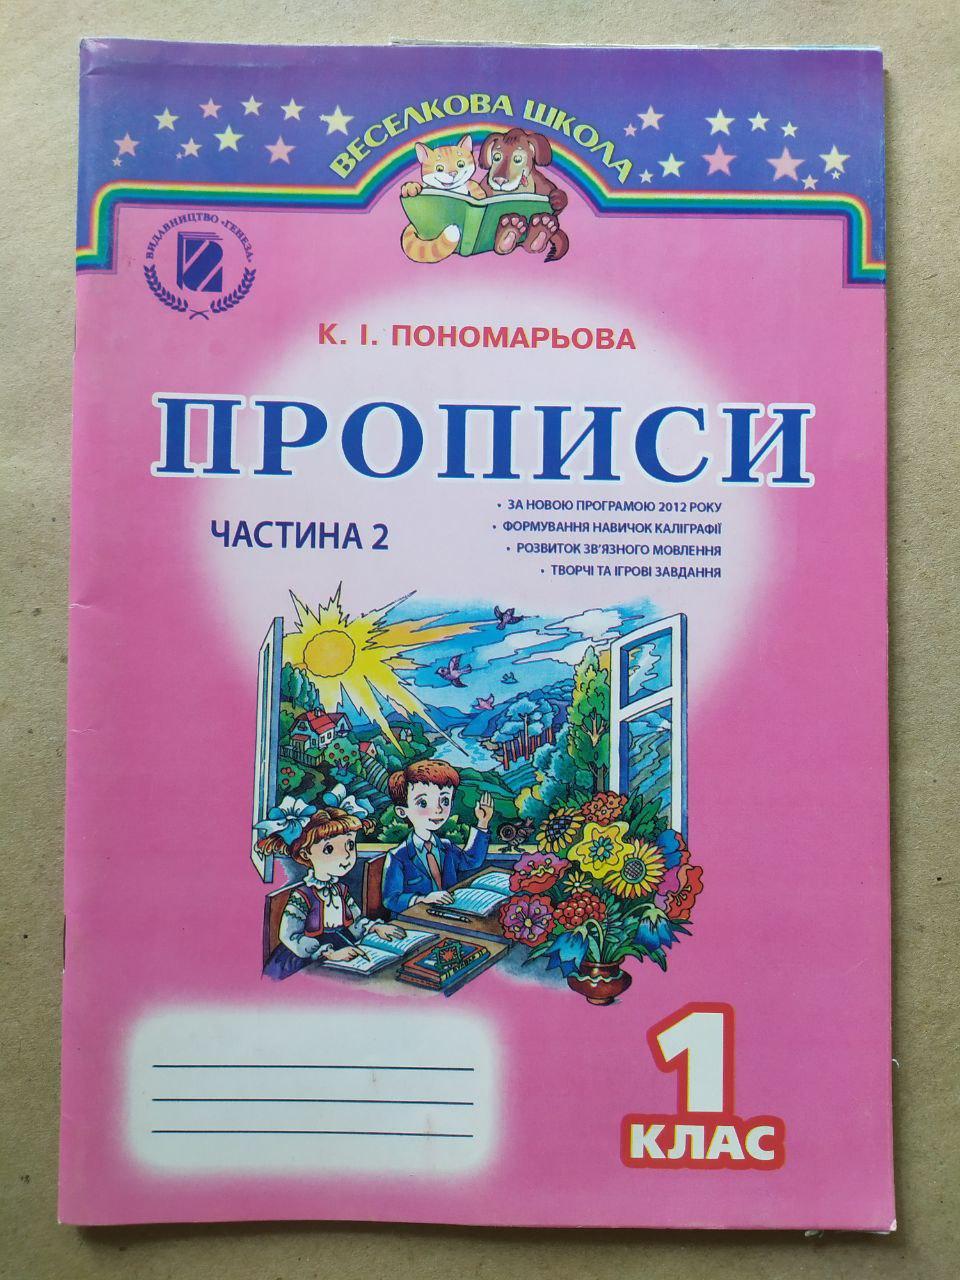 ВЕСЕЛКОВА ШКОЛА
ВИДАВНИЦТВО «ГЕНЕЗА»
К. І. ПОНОМАРЬОВА
ПРОПИСИ
ЧАСТИНА 2
• ЗА НОВОЮ ПРОГРАМОЮ 2012 РОКУ
• ФОРМУВАННЯ НАВИЧОК КАЛІГРАФІЇ
• РОЗВИТОК ЗВ'ЯЗНОГО МОВЛЕННЯ
• ТВОРЧІ ТА ІГРОВІ ЗАВДАННЯ
1
КЛАС